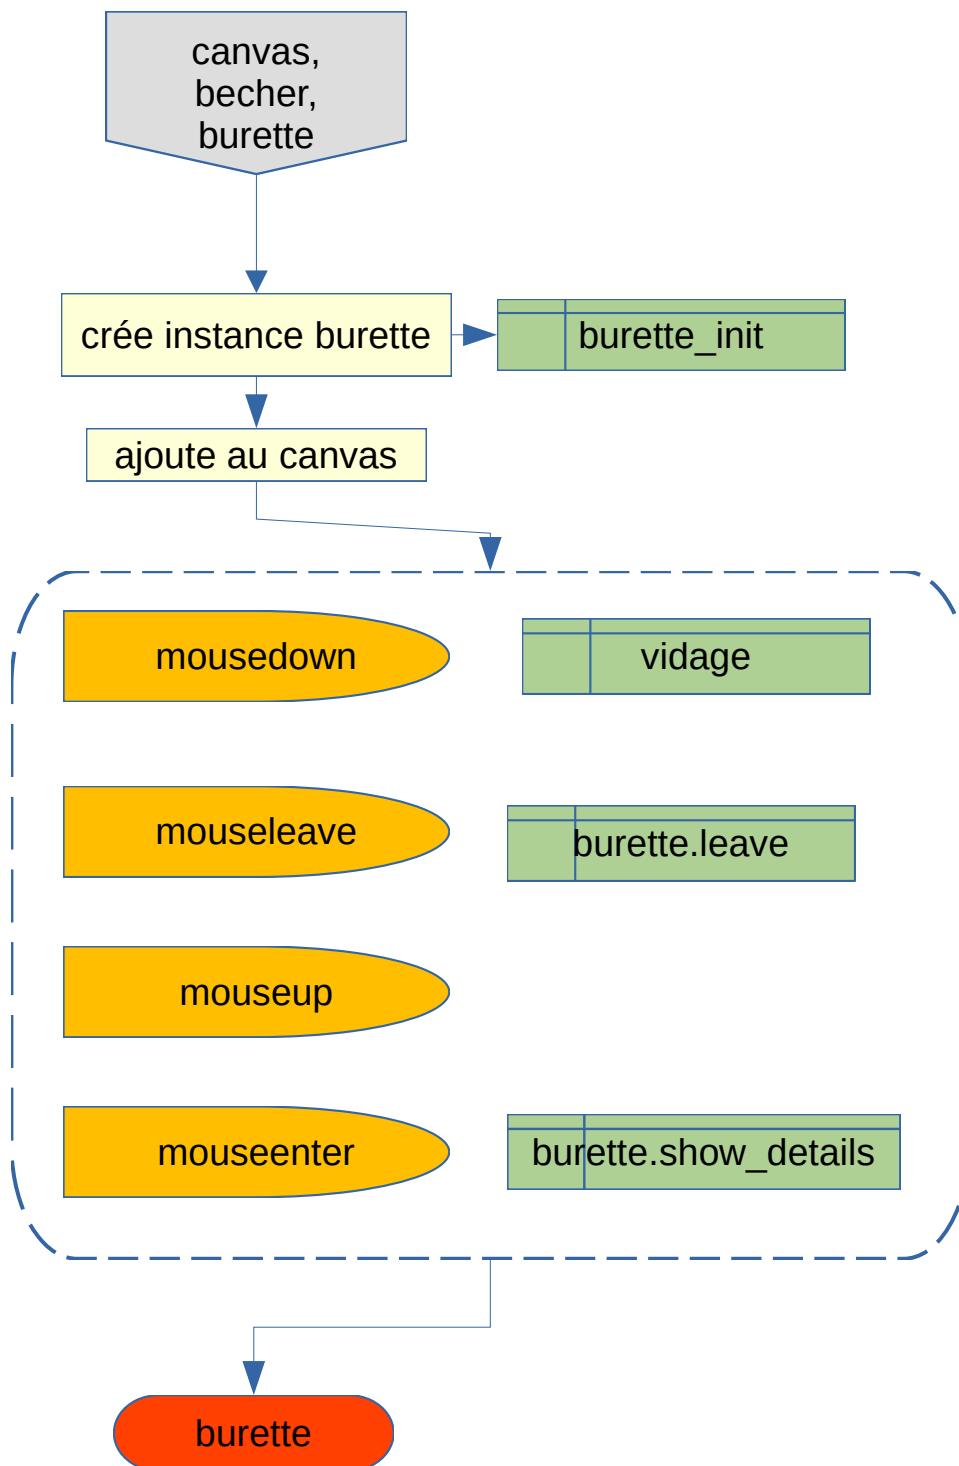 canvas,
becher,
burette
crée instance burette
burette_init
ajoute au canvas
mousedown
vidage
mouseleave
burette.leave
mouseup
mouseenter
burette.show_details
burette